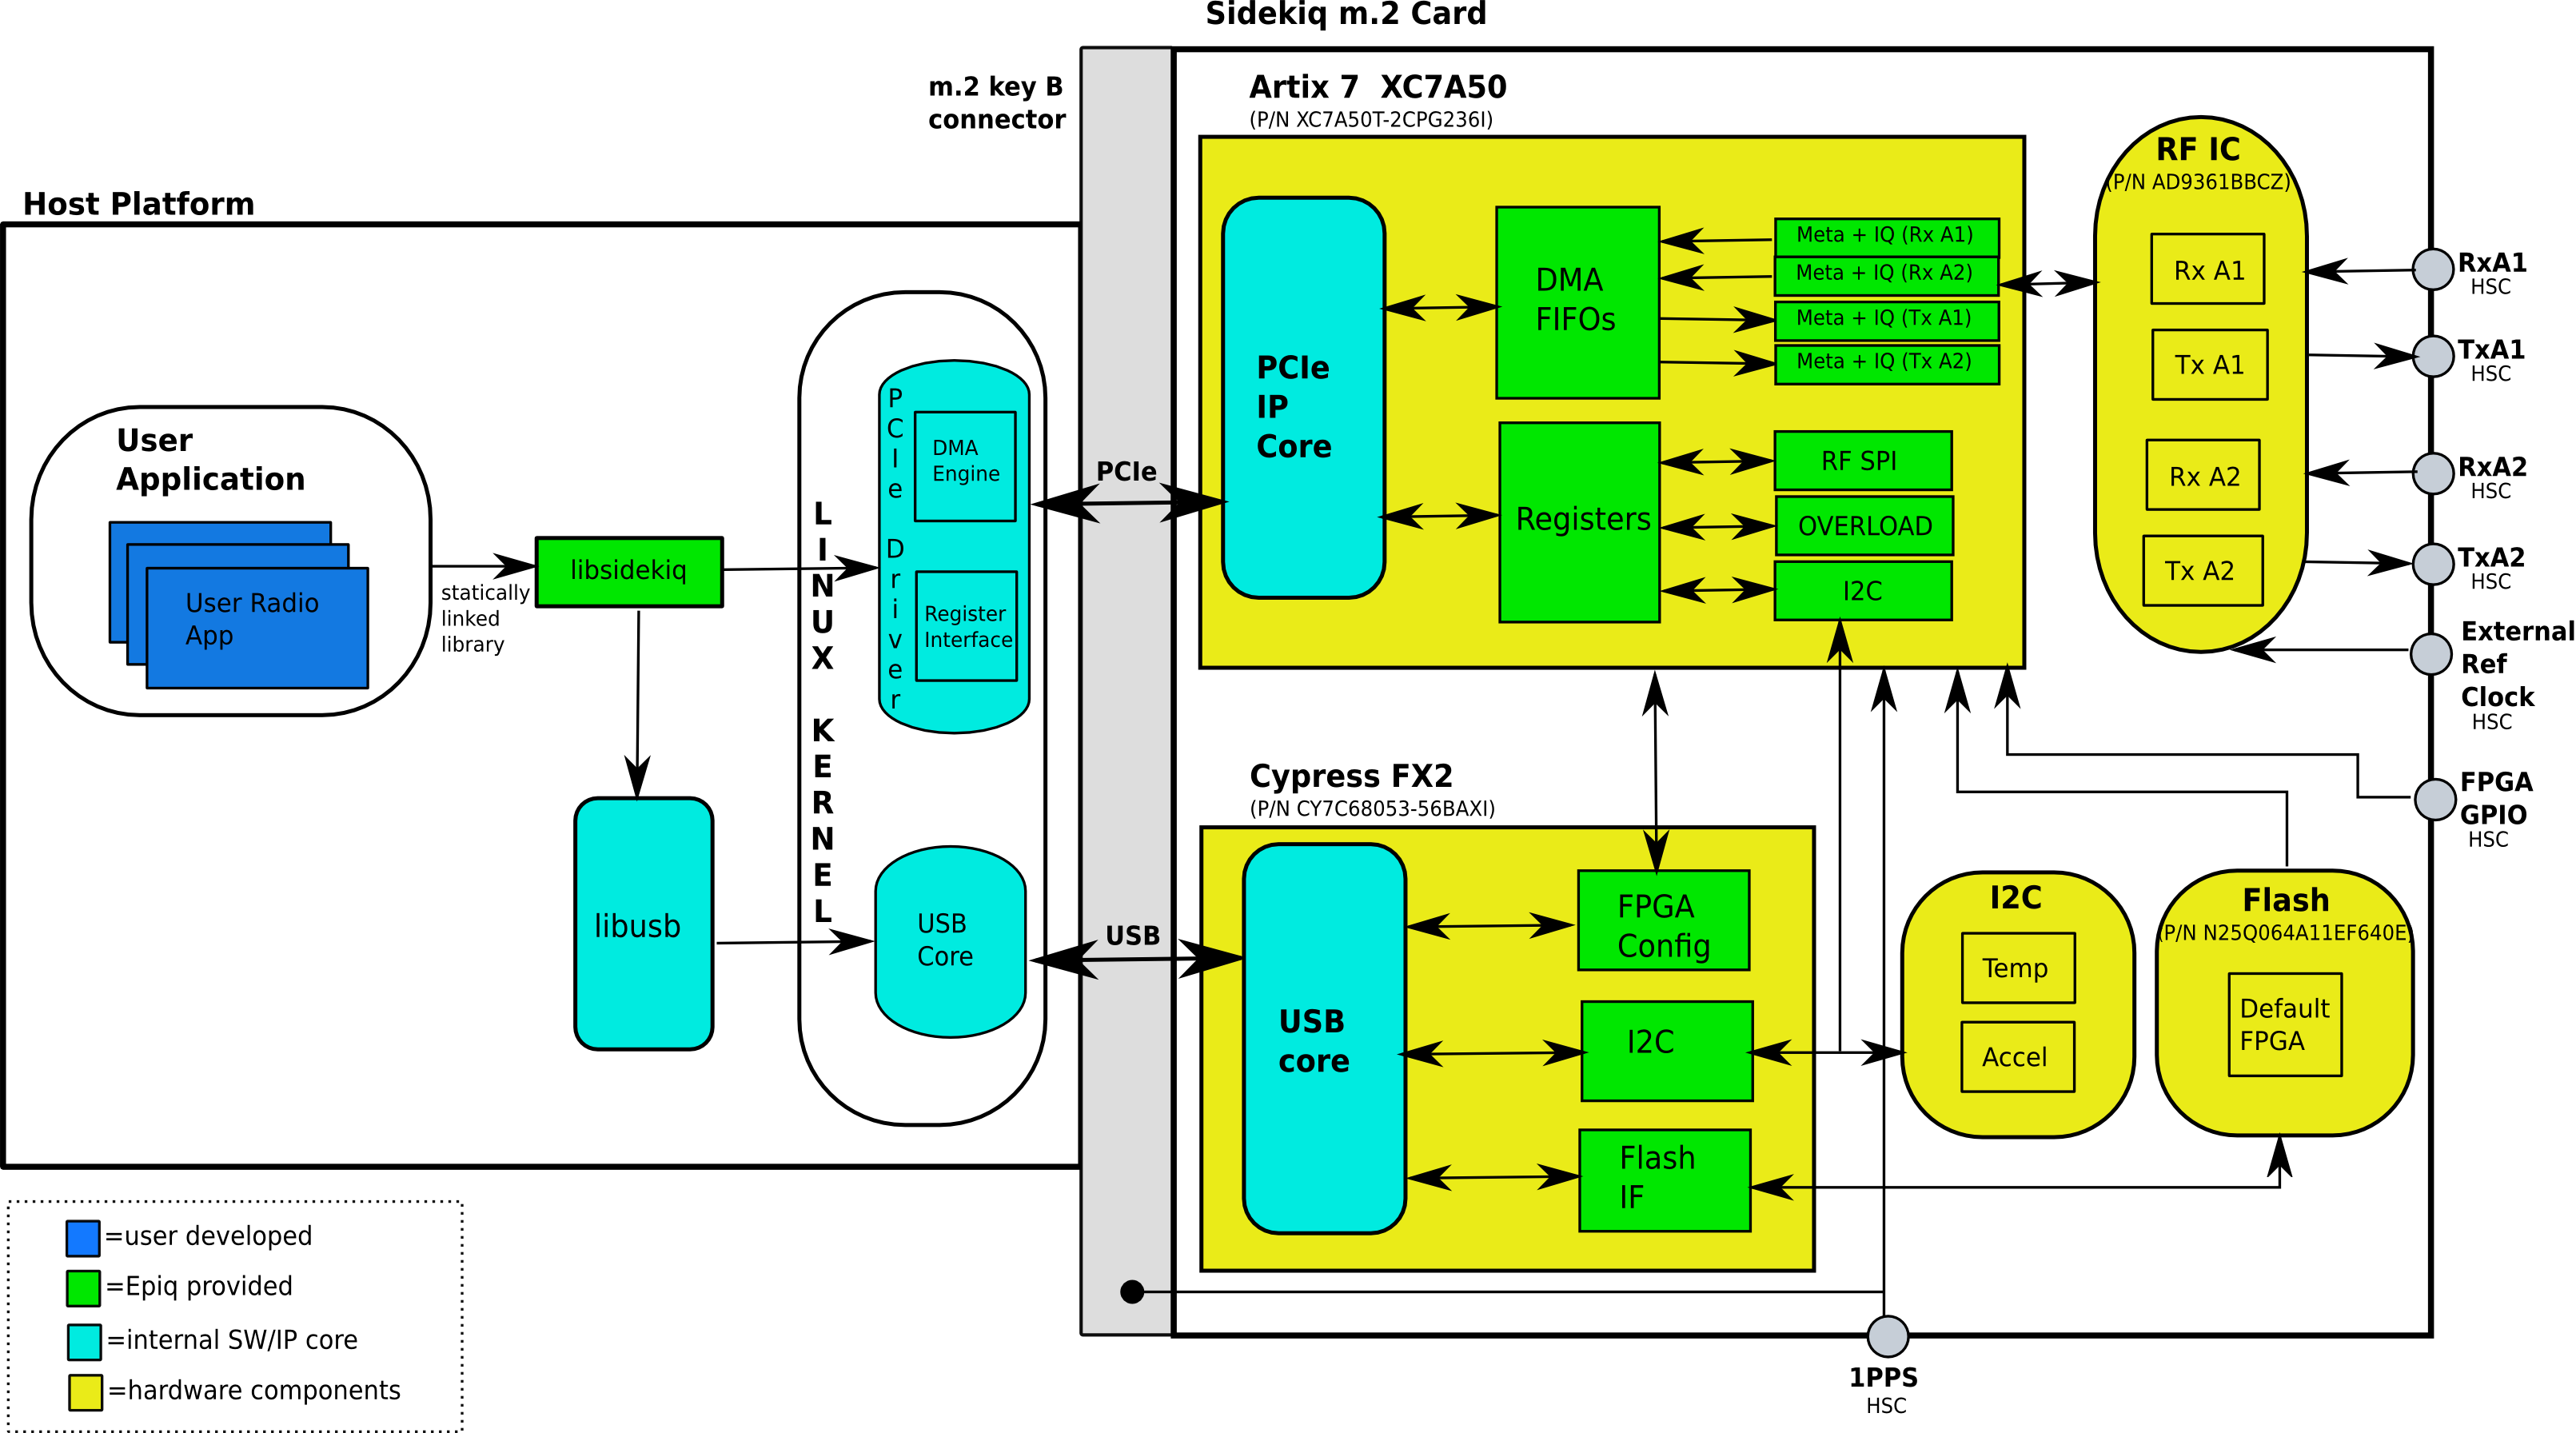 Sidekiq m.2 Card
m.2 key B
connector
Artix 7 XC7A50
(P/N XC7A50T-2CPG236I)
RF IC
(P/N AD9361BBCZ)
Host Platform
User
Application
User Radio
App
statically
linked
library
libsidekiq
libusb
LINUX KERNEL
PCIe Driver
DMA
Engine
Register
Interface
USB
Core
PCIe
USB
PCIe
IP
Core
DMA
FIFOs
Meta + IQ (Rx A1)
Meta + IQ (Rx A2)
Meta + IQ (Tx A1)
Meta + IQ (Tx A2)
Registers
RF SPI
OVERLOAD
I2C
Rx A1
Tx A1
Rx A2
Tx A2
RxA1
HSC
TxA1
HSC
RxA2
HSC
TxA2
HSC
External
Ref
Clock
HSC
FPGA
GPIO
HSC
Cypress FX2
(P/N CY7C68053-56BAXI)
USB
core
FPGA
Config
I2C
Flash
IF
I2C
Temp
Accel
Flash
(P/N N25Q064A11EF640E)
Default
FPGA
1PPS
HSC
=user developed
=Epiq provided
=internal SW/IP core
=hardware components